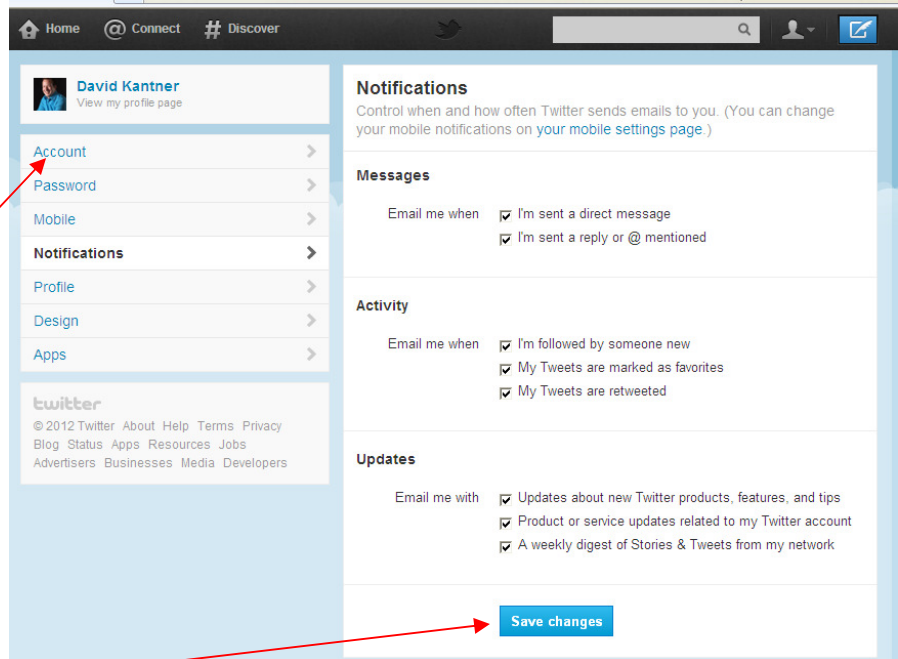 Home @ Connect # Discover
David Kantner
View my profile page
Account
Password
Mobile
Notifications
Profile
Design
Apps
twitter
© 2012 Twitter About Help Terms Privacy
Blog Status Apps Resources Jobs
Advertisers Businesses Media Developers
Notifications
Control when and how often Twitter sends emails to you. (You can change
your mobile notifications on your mobile settings page.)
Messages
Email me when I'm sent a direct message
I'm sent a reply or @ mentioned
Activity
Email me when I'm followed by someone new
My Tweets are marked as favorites
My Tweets are retweeted
Updates
Email me with Updates about new Twitter products, features, and tips
Product or service updates related to my Twitter account
A weekly digest of Stories & Tweets from my network
Save changes